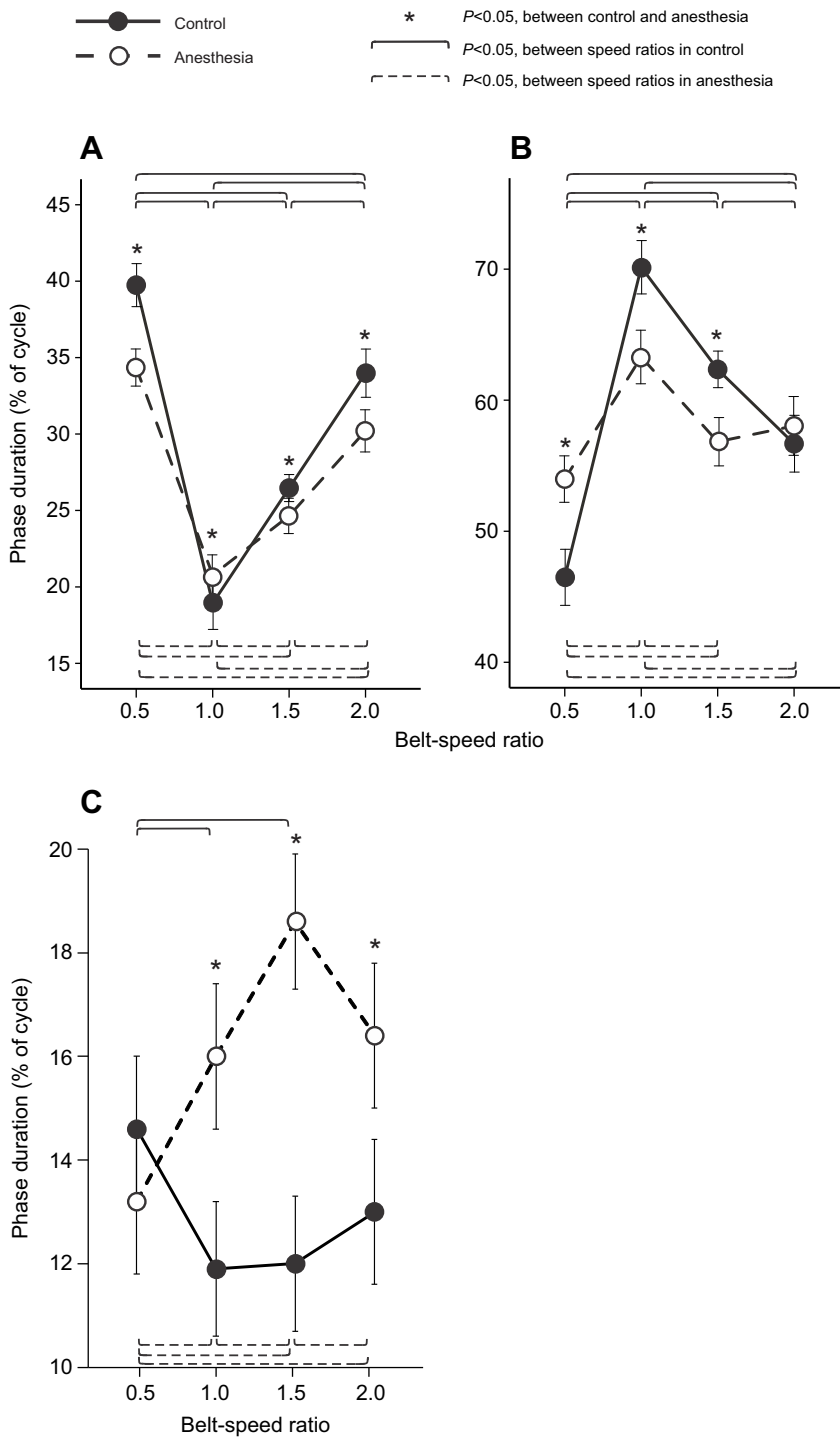 Control
Anesthesia
* P<0.05, between control and anesthesia
P<0.05, between speed ratios in control
P<0.05, between speed ratios in anesthesia
A
Phase duration (% of cycle)
45
40
35
30
25
20
15
* * * *
0.5 1.0 1.5 2.0
B
70
60
50
40
* * *
0.5 1.0 1.5 2.0
Belt-speed ratio
C
Phase duration (% of cycle)
20
18
16
14
12
10
* * *
0.5 1.0 1.5 2.0
Belt-speed ratio